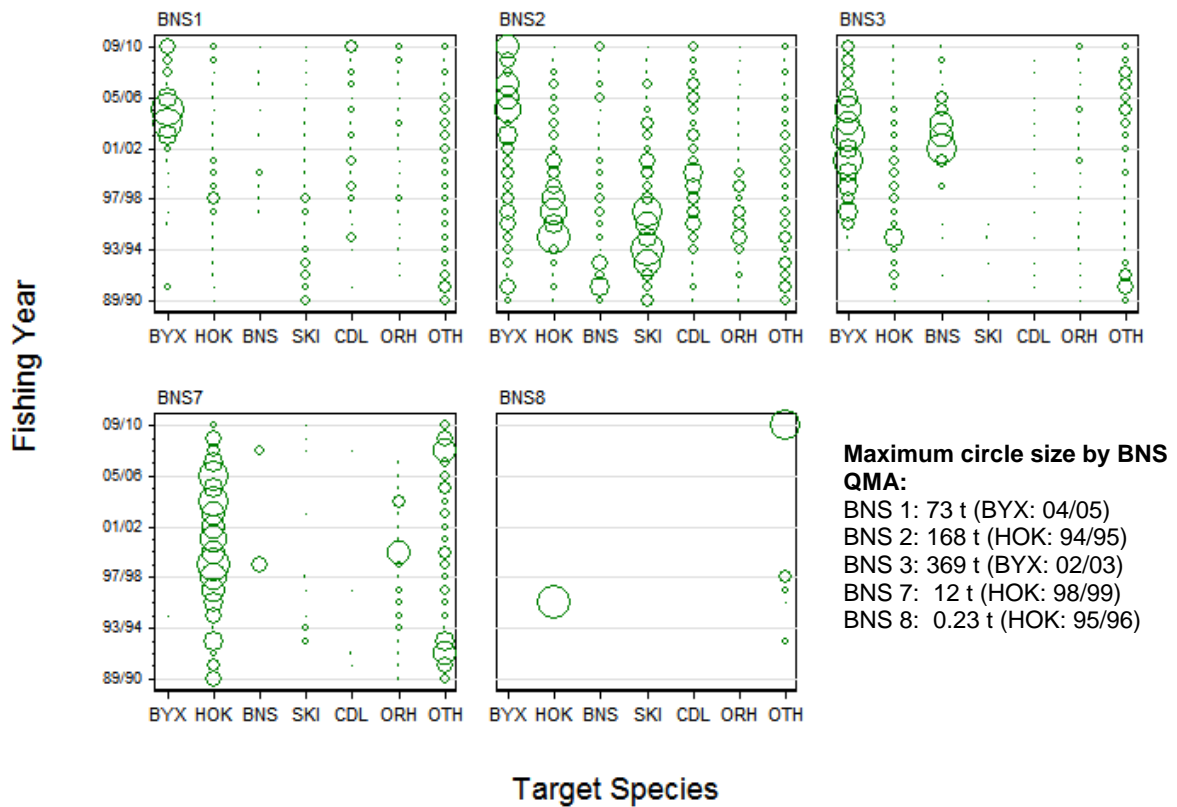 BNS1
BNS2
BNS3
09/10
05/06
01/02
97/98
93/94
89/90
BYX HOK BNS SKI CDL ORH OTH
BYX HOK BNS SKI CDL ORH OTH
BYX HOK BNS SKI CDL ORH OTH
Fishing Year
BNS7
BNS8
09/10
05/06
01/02
97/98
93/94
89/90
BYX HOK BNS SKI CDL ORH OTH
BYX HOK BNS SKI CDL ORH OTH
Maximum circle size by BNS
QMA:
BNS 1: 73 t (BYX: 04/05)
BNS 2: 168 t (HOK: 94/95)
BNS 3: 369 t (BYX: 02/03)
BNS 7: 12 t (HOK: 98/99)
BNS 8: 0.23 t (HOK: 95/96)
Target Species